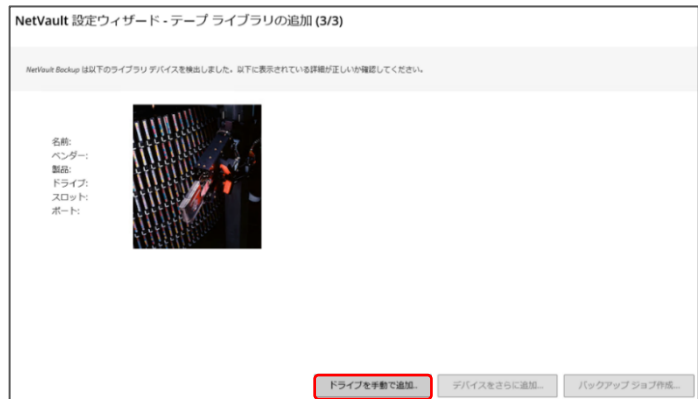 NetVault 設定ウィザード - テープ ライブラリの追加 (3/3)
NetVault Backup は以下のライブラリ デバイスを検出しました。以下に表示されている詳細が正しいか確認してください。
名前:
ベンダー:
製品:
ドライブ:
スロット:
ポート:
ドライブを手動で追加..
デバイスをさらに追加...
バックアップ ジョブ作成...